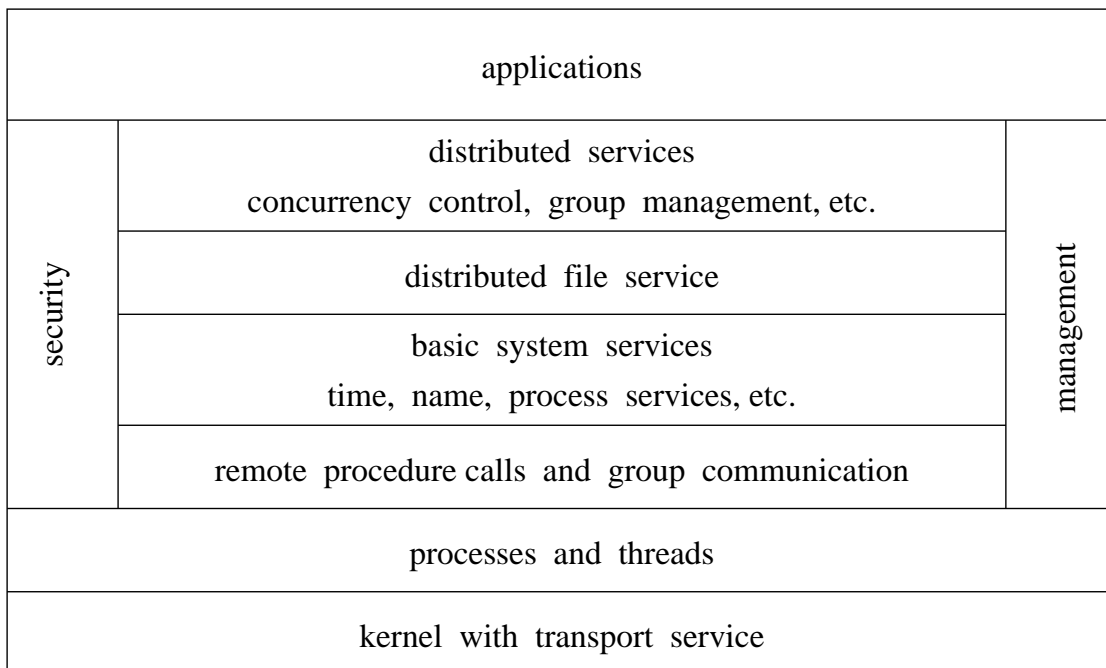 applications
distributed services
concurrency control, group management, etc.
security
distributed file service
management
basic system services
time, name, process services, etc.
remote procedure calls and group communication
processes and threads
kernel with transport service